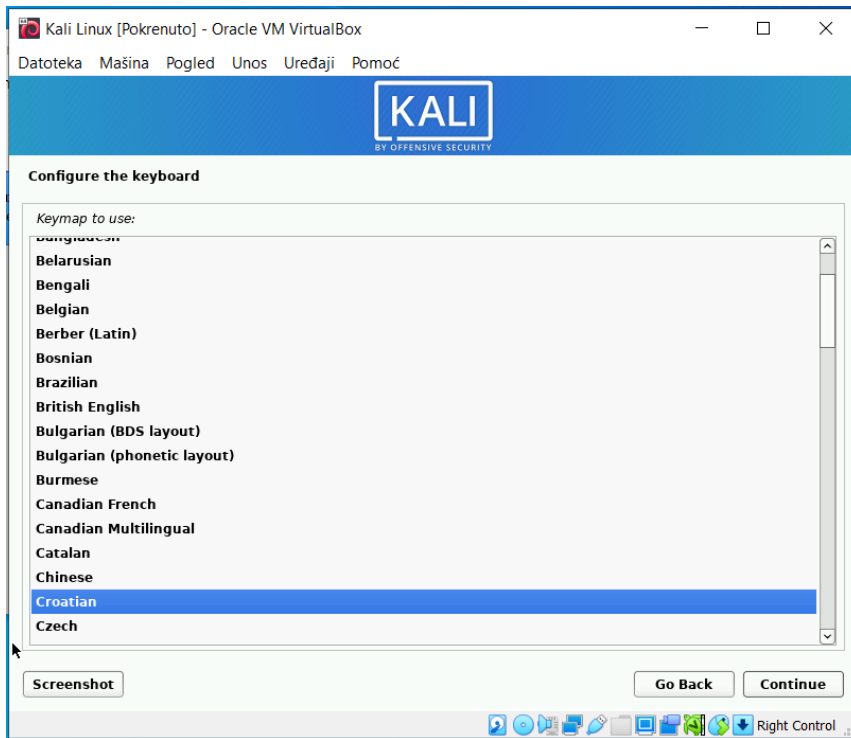 Kali Linux [Pokrenuto] - Oracle VM VirtualBox
Datoteka Mašina Pogled Unos Uređaji Pomoć
KALI
BY OFFENSIVE SECURITY
Configure the keyboard
Keymap to use:
Bangladesh
Belarusian
Bengali
Belgian
Berber (Latin)
Bosnian
Brazilian
British English
Bulgarian (BDS layout)
Bulgarian (phonetic layout)
Burmese
Canadian French
Canadian Multilingual
Catalan
Chinese
Croatian
Czech
Screenshot Go Back Continue
Right Control